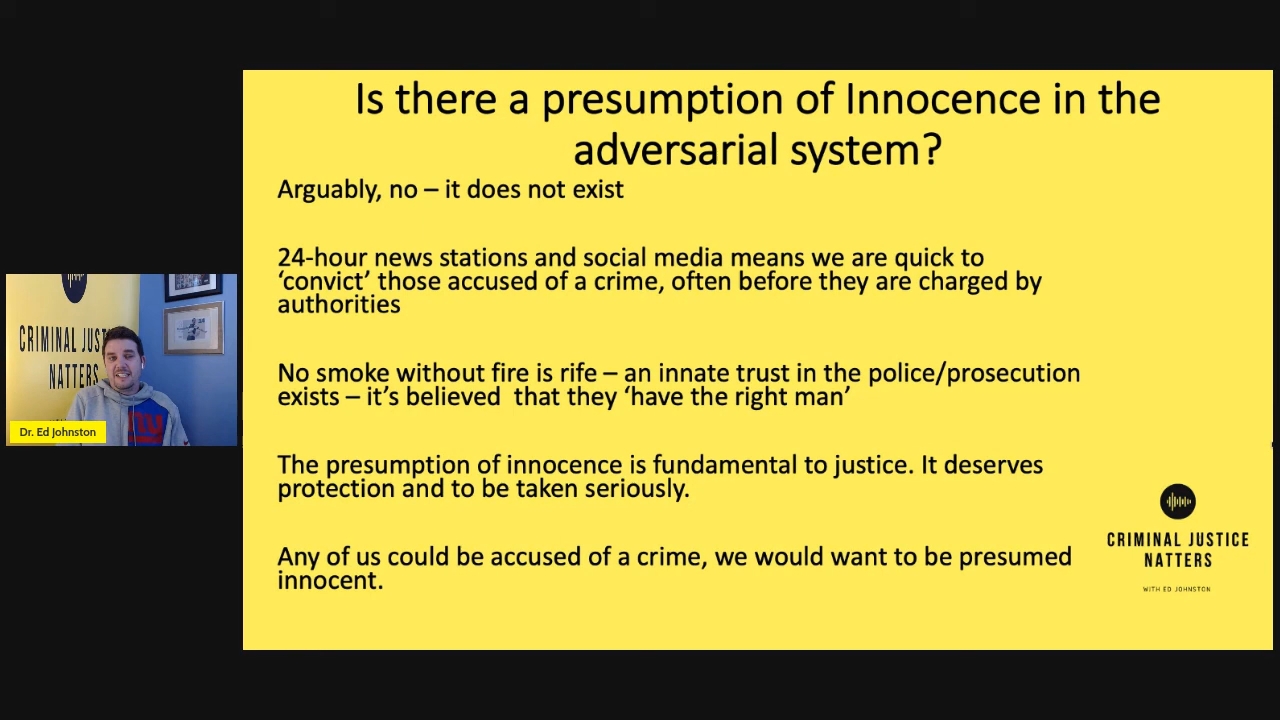 Is there a presumption of Innocence in the
adversarial system?
Arguably, no – it does not exist
24-hour news stations and social media means we are quick to
‘convict’ those accused of a crime, often before they are charged by
authorities
No smoke without fire is rife – an innate trust in the police/prosecution
exists – it’s believed  that they ‘have the right man’
The presumption of innocence is fundamental to justice. It deserves
protection and to be taken seriously.
Any of us could be accused of a crime, we would want to be presumed
innocent.
CRIMINAL JUSTICE
NATTERS
WITH ED JOHNSTON
CRIMINAL JUST
NATTERS
Dr. Ed Johnston